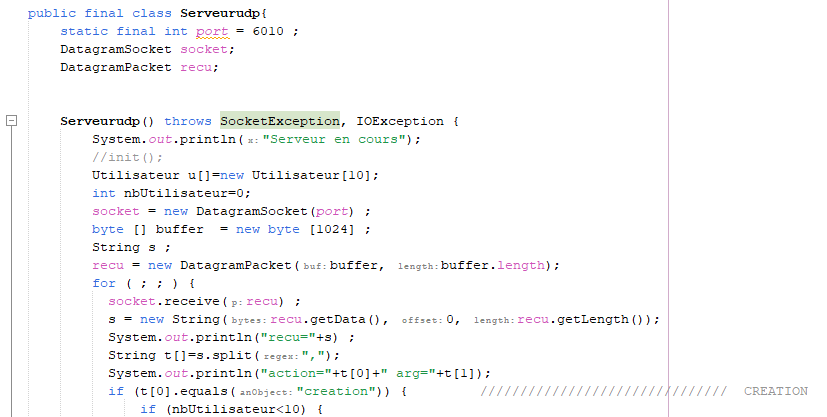 public final class Serveurudp{
static final int port = 6010 ;
DatagramSocket socket;
DatagramPacket recu;
Serveurudp() throws SocketException, IOException {
System.out.println(x: "Serveur en cours");
//init();
Utilisateur u[]=new Utilisateur[10];
int nbUtilisateur=0;
socket = new DatagramSocket(port) ;
byte [] buffer  = new byte [1024] ;
String s ;
recu = new DatagramPacket(buf: buffer, length: buffer.length);
for ( ; ; ) {
socket.receive(p: recu) ;
s = new String(bytes: recu.getData(), offset: 0, length: recu.getLength());
System.out.println("recu="+s) ;
String t[]=s.split(regex: ",");
System.out.println("action="+t[0]+" arg="+t[1]);
if (t[0].equals(anObject: "creation")) {         ///////////////////////////////  CREATION
if (nbUtilisateur<10) {